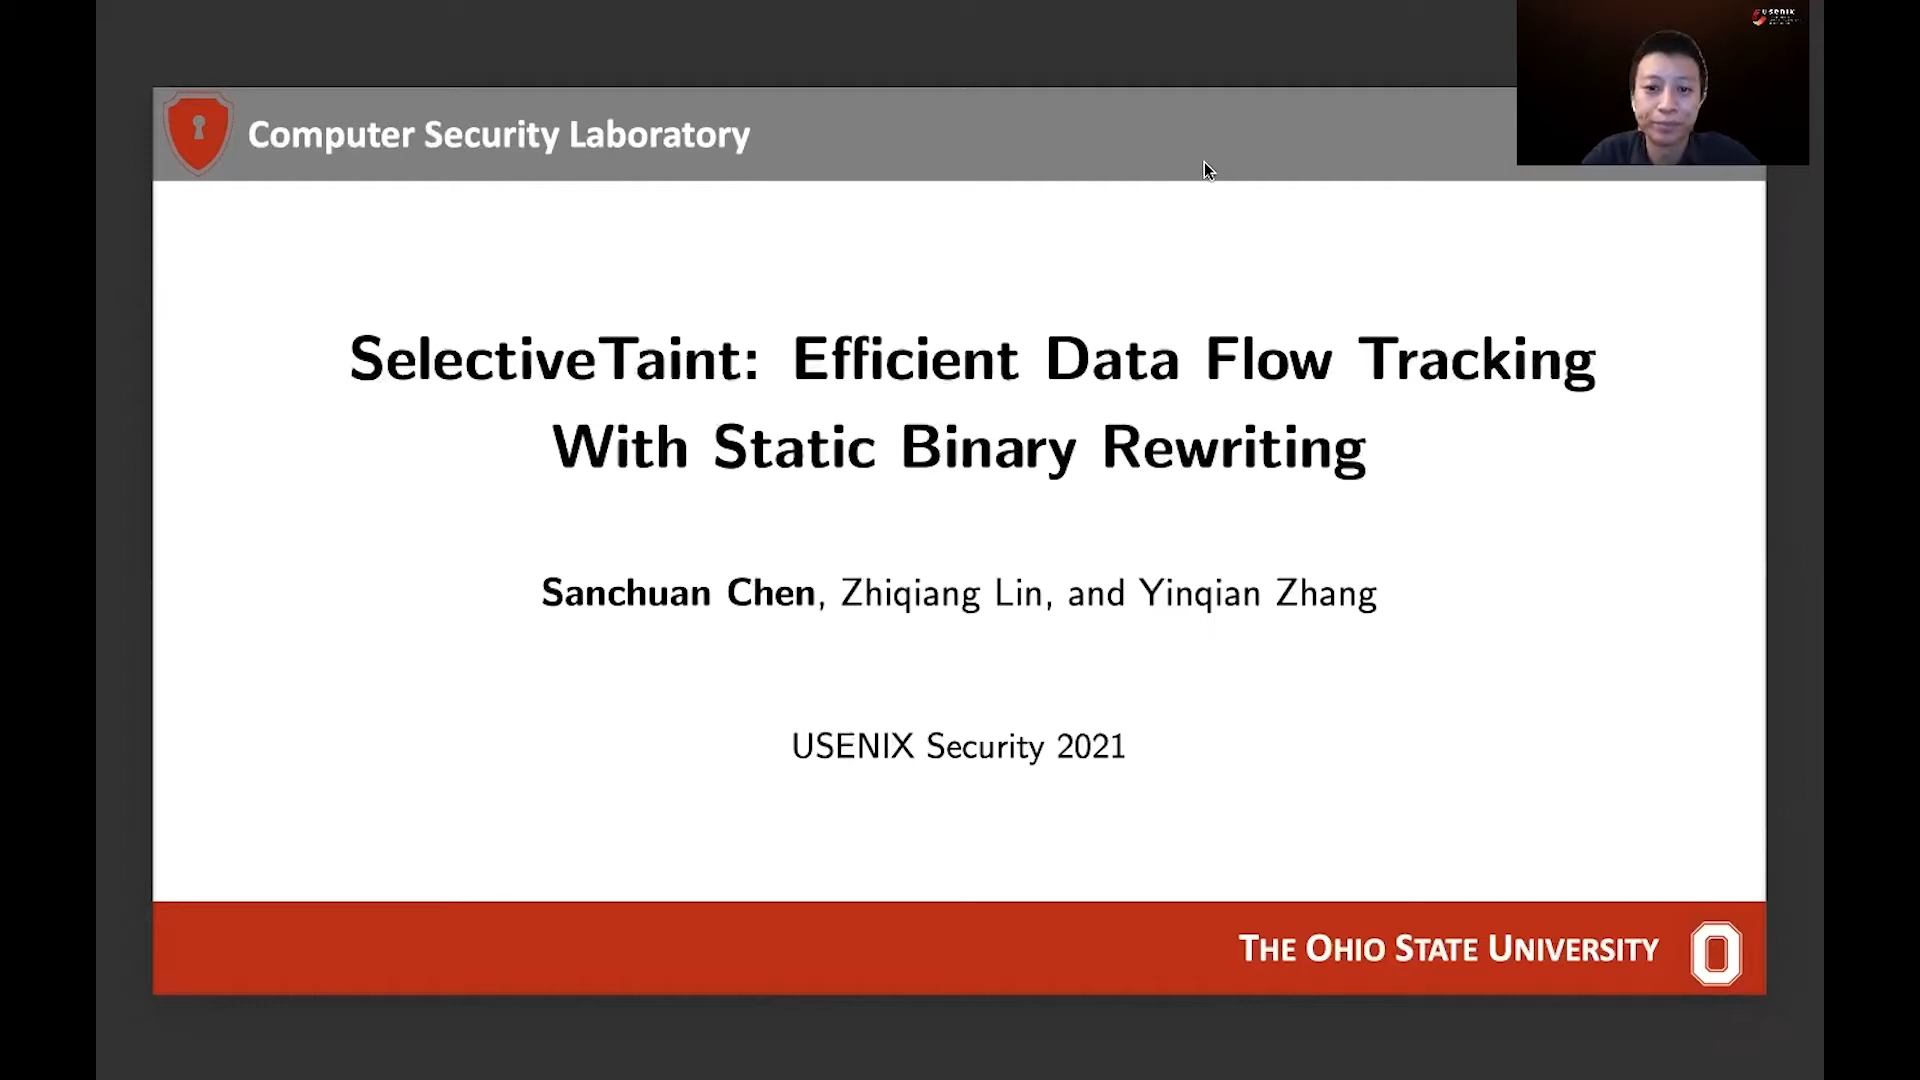 usenix
Computer Security Laboratory
SelectiveTaint: Efficient Data Flow Tracking
With Static Binary Rewriting
Sanchuan Chen, Zhiqiang Lin, and Yinqian Zhang
USENIX Security 2021
THE OHIO STATE UNIVERSITY